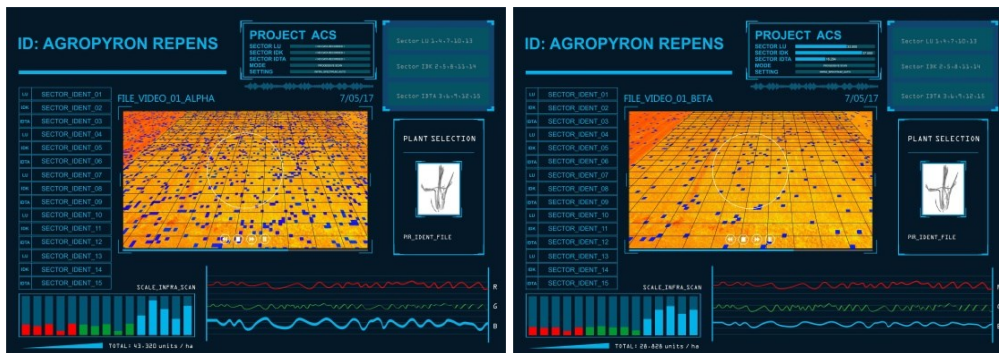 ID: AGROPYRON REPENS
PROJECT ACS
SECTOR LU
SECTOR IDK
SECTOR IDTA
MODE
SETTING
Sector LU 1-4-7-10-13
Sector IDK 2-5-8-11-14
Sector IDTA 3-6-9-12-15
FILE_VIDEO_01_ALPHA
7/05/17
LU SECTOR_IDENT_01
IDK SECTOR_IDENT_02
IDTA SECTOR_IDENT_03
LU SECTOR_IDENT_04
IDK SECTOR_IDENT_05
IDTA SECTOR_IDENT_06
LU SECTOR_IDENT_07
IDK SECTOR_IDENT_08
IDTA SECTOR_IDENT_09
LU SECTOR_IDENT_10
IDK SECTOR_IDENT_11
IDTA SECTOR_IDENT_12
LU SECTOR_IDENT_13
IDK SECTOR_IDENT_14
IDTA SECTOR_IDENT_15
PLANT SELECTION
PR_IDENT_FILE
SCALE_INFRA_SCAN
R
G
B
TOTAL: 43-320 units / ha
ID: AGROPYRON REPENS
PROJECT ACS
SECTOR LU
SECTOR IDK
SECTOR IDTA
MODE
SETTING
Sector LU 1-4-7-10-13
Sector IDK 2-5-8-11-14
Sector IDTA 3-6-9-12-15
FILE_VIDEO_01_BETA
7/05/17
LU SECTOR_IDENT_01
IDK SECTOR_IDENT_02
IDTA SECTOR_IDENT_03
LU SECTOR_IDENT_04
IDK SECTOR_IDENT_05
IDTA SECTOR_IDENT_06
LU SECTOR_IDENT_07
IDK SECTOR_IDENT_08
IDTA SECTOR_IDENT_09
LU SECTOR_IDENT_10
IDK SECTOR_IDENT_11
IDTA SECTOR_IDENT_12
LU SECTOR_IDENT_13
IDK SECTOR_IDENT_14
IDTA SECTOR_IDENT_15
PLANT SELECTION
PR_IDENT_FILE
SCALE_INFRA_SCAN
TOTAL: 26-828 units / ha